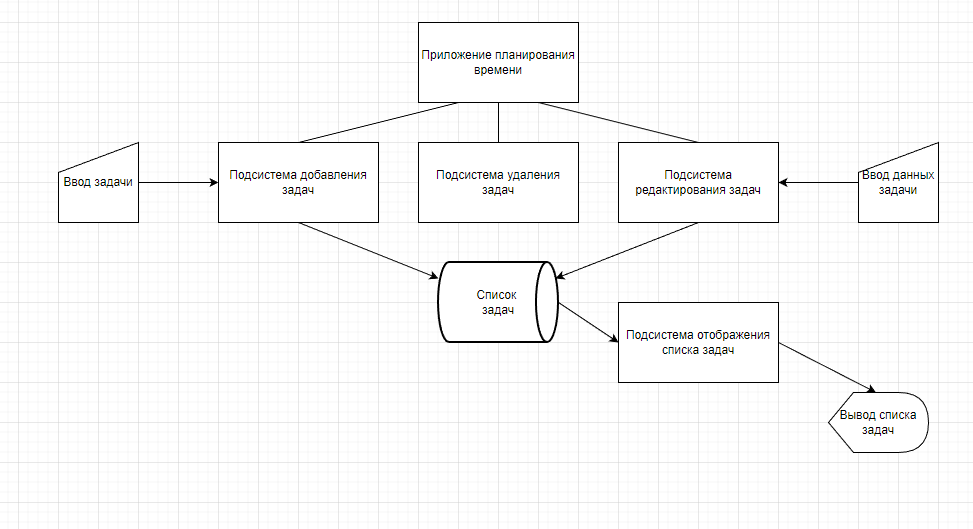 Приложение планирования
времени
Ввод задачи
Подсистема добавления
задач
Подсистема удаления
задач
Подсистема
редактирования задач
Ввод данных
задачи
Список
задач
Подсистема отображения
списка задач
Вывод списка
задач